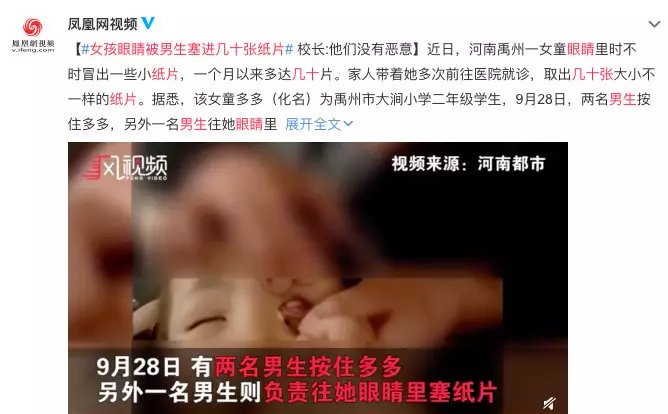 凤凰网视频
凤凰网视频
v.ifeng.com
#女孩眼睛被男生塞进几十张纸片# 校长:他们没有恶意】近日，河南禹州一女童眼睛里时不
时冒出一些小纸片，一个月以来多达几十片。家人带着她多次前往医院就诊，取出几十张大小不
一样的纸片。据悉，该女童多多（化名）为禹州市大涧小学二年级学生，9月28日，两名男生按
住多多，另外一名男生往她眼睛里 展开全文
风视频
FENG VIDEO
视频来源：河南都市
9月28日 有两名男生按住多多
另外一名男生则负责往她眼睛里塞纸片